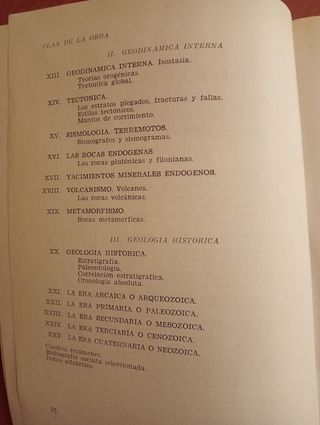 PLAN DE LA OBRA
II. GEODINAMICA INTERNA
XIII. GEODINAMICA INTERNA. Isostasia.
Teorías orogénicas.
Tectónica global.
XIV. TECTONICA.
Los estratos plegados, fracturas y fallas.
Estilos tectónicos.
Mantos de corrimiento.
XV. SISMOLOGIA. TERREMOTOS.
Sismógrafos y sismogramas.
XVI. LAS ROCAS ENDOGENAS.
Las rocas plutónicas y filonianas.
XVII. YACIMIENTOS MINERALES ENDOGENOS.
XVIII. VOLCANISMO. Volcanes.
Las rocas volcánicas.
XIX. METAMORFISMO.
Rocas metamórficas.
III. GEOLOGIA HISTORICA
XX. GEOLOGIA HISTORICA.
Estratigrafía.
Paleontología.
Correlación estratigráfica.
Cronología absoluta.
XXI. LA ERA ARCAICA O ARQUEOZOICA.
XXII. LA ERA PRIMARIA O PALEOZOICA.
XXIII. LA ERA SECUNDARIA O MESOZOICA.
XXIV. LA ERA TERCIARIA O CENOZOICA.
XXV. LA ERA CUATERNARIA O NEOZOICA.
Cuadros resúmenes.
Bibliografía sucinta seleccionada.
Indice alfabético
16